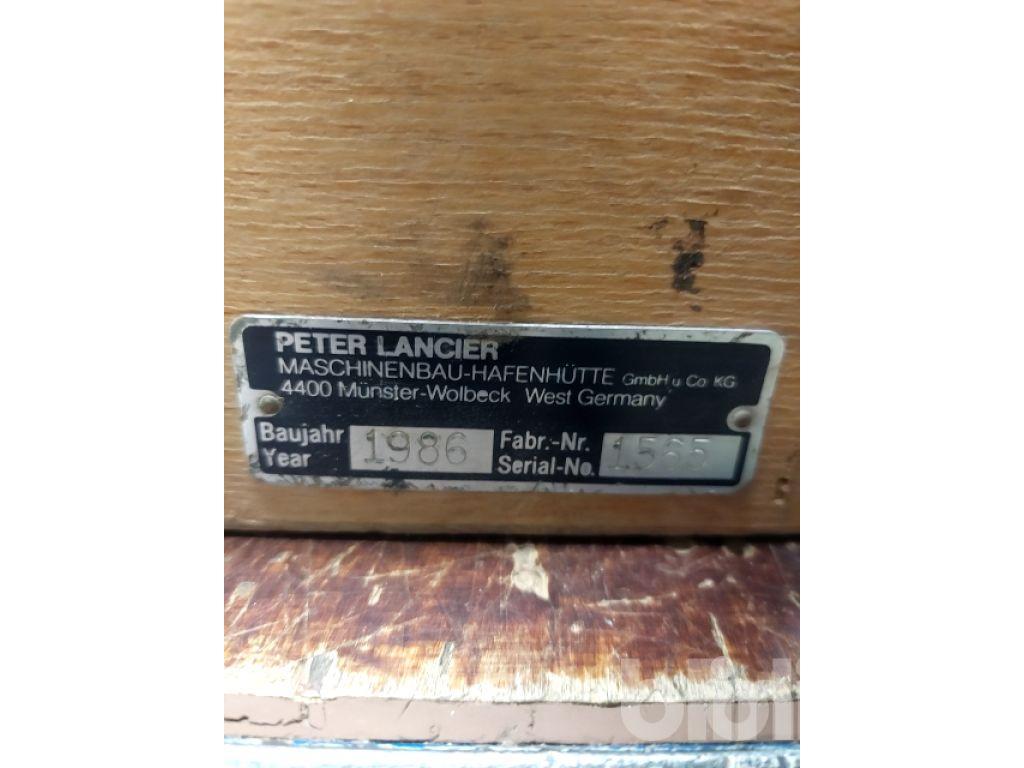 PETER LANCIER
MASCHINENBAU-HAFENHÜTTE GmbH u Co KG
4400 Münster-Wolbeck West Germany
Baujahr 1986 Fabr.-Nr. 1565
Year Serial-No.